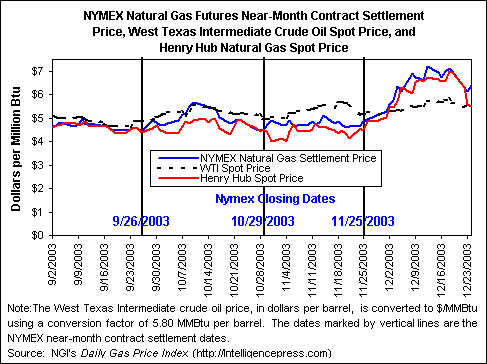 NYMEX Natural Gas Futures Near-Month Contract Settlement
Price, West Texas Intermediate Crude Oil Spot Price, and
Henry Hub Natural Gas Spot Price
Dollars per Million Btu
$7
$6
$5
$4
$3
$2
$1
$0
NYMEX Natural Gas Settlement Price
WTI Spot Price
Henry Hub Spot Price
Nymex Closing Dates
9/26/2003
10/29/2003
11/25/2003
9/2/2003
9/9/2003
9/16/2003
9/23/2003
9/30/2003
10/7/2003
10/14/2003
10/21/2003
10/28/2003
11/4/2003
11/11/2003
11/18/2003
11/25/2003
12/2/2003
12/9/2003
12/16/2003
12/23/2003
Note:The West Texas Intermediate crude oil price, in dollars per barrel, is converted to $/MMBtu
using a conversion factor of 5.80 MMBtu per barrel. The dates marked by vertical lines are the
NYMEX near-month contract settlement dates.
Source: NGI's Daily Gas Price Index (http://intelligencepress.com)